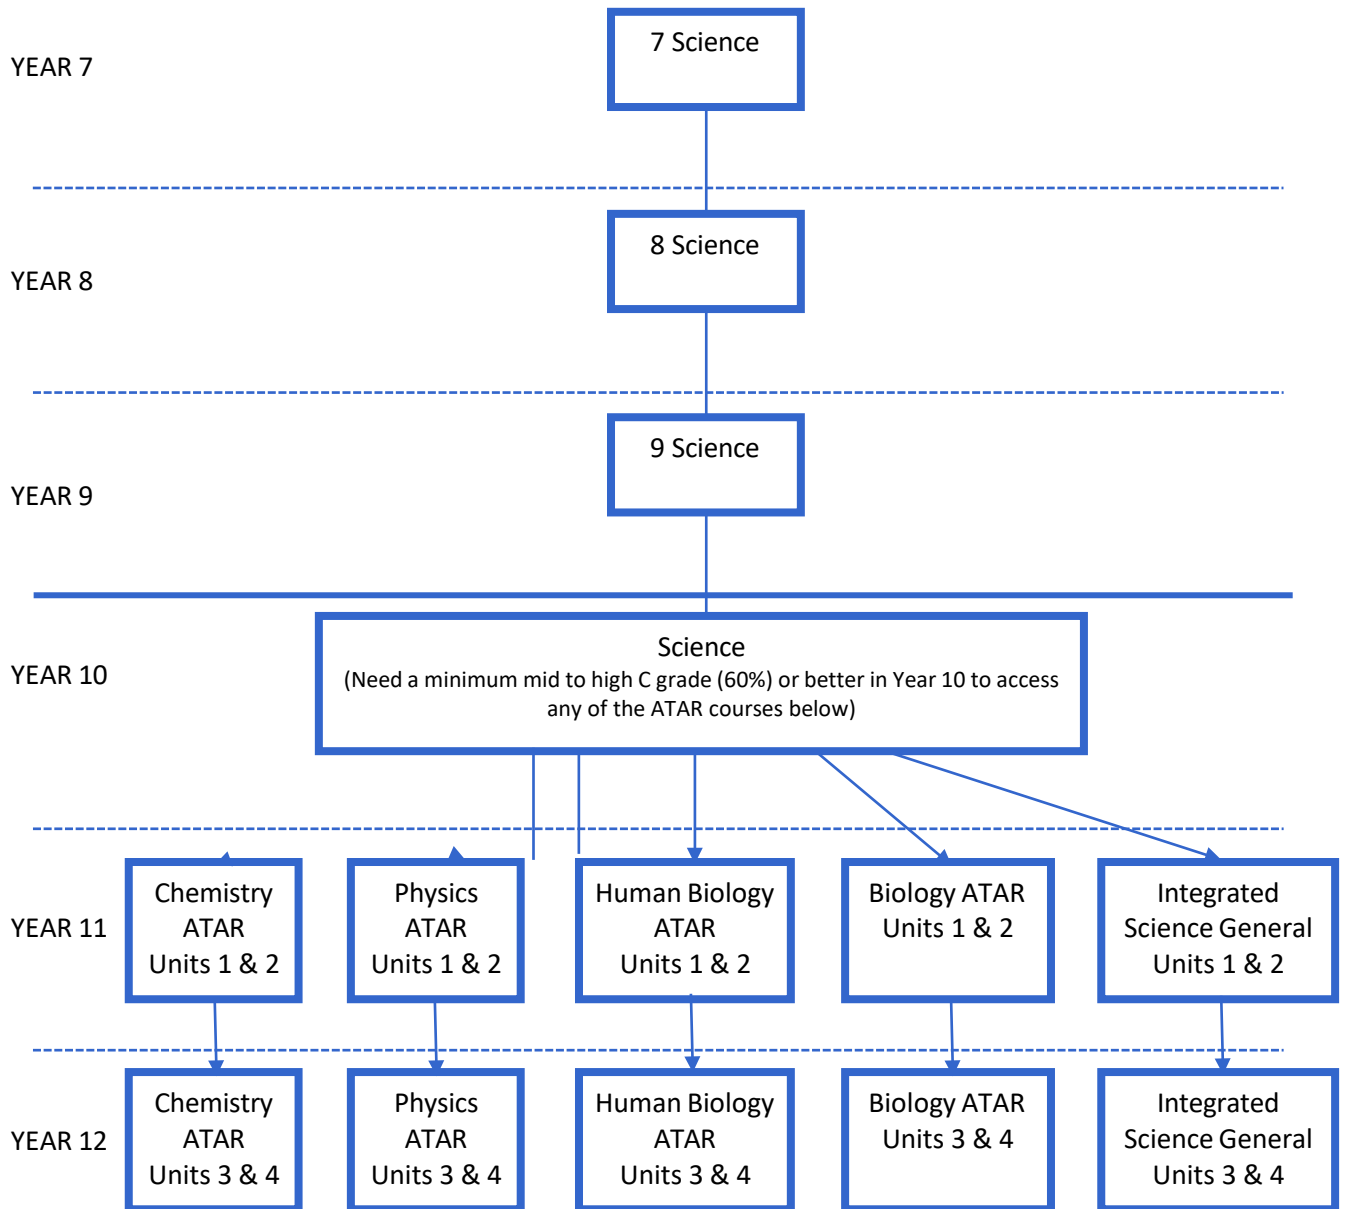 7 Science
YEAR 7
8 Science
YEAR 8
9 Science
YEAR 9
Science
(Need a minimum mid to high C grade (60%) or better in Year 10 to access
any of the ATAR courses below)
YEAR 10
YEAR 11
Chemistry
ATAR
Units 1 & 2
Physics
ATAR
Units 1 & 2
Human Biology
ATAR
Units 1 & 2
Biology ATAR
Units 1 & 2
Integrated
Science General
Units 1 & 2
YEAR 12
Chemistry
ATAR
Units 3 & 4
Physics
ATAR
Units 3 & 4
Human Biology
ATAR
Units 3 & 4
Biology ATAR
Units 3 & 4
Integrated
Science General
Units 3 & 4